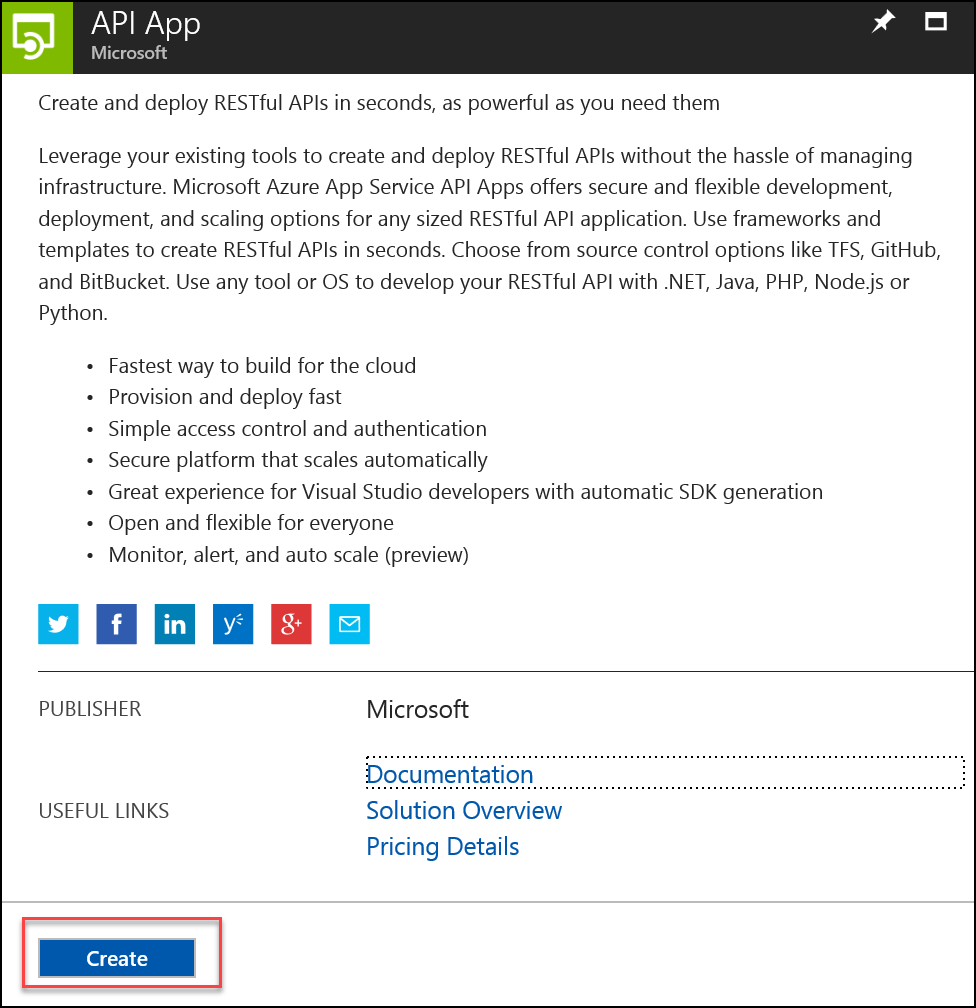 API App
Microsoft
Create and deploy RESTful APIs in seconds, as powerful as you need them
Leverage your existing tools to create and deploy RESTful APIs without the hassle of managing
infrastructure. Microsoft Azure App Service API Apps offers secure and flexible development,
deployment, and scaling options for any sized RESTful API application. Use frameworks and
templates to create RESTful APIs in seconds. Choose from source control options like TFS, GitHub,
and BitBucket. Use any tool or OS to develop your RESTful API with .NET, Java, PHP, Node.js or
Python.
• Fastest way to build for the cloud
• Provision and deploy fast
• Simple access control and authentication
• Secure platform that scales automatically
• Great experience for Visual Studio developers with automatic SDK generation
• Open and flexible for everyone
• Monitor, alert, and auto scale (preview)
f in y g+
PUBLISHER Microsoft
Documentation
USEFUL LINKS Solution Overview
Pricing Details
Create